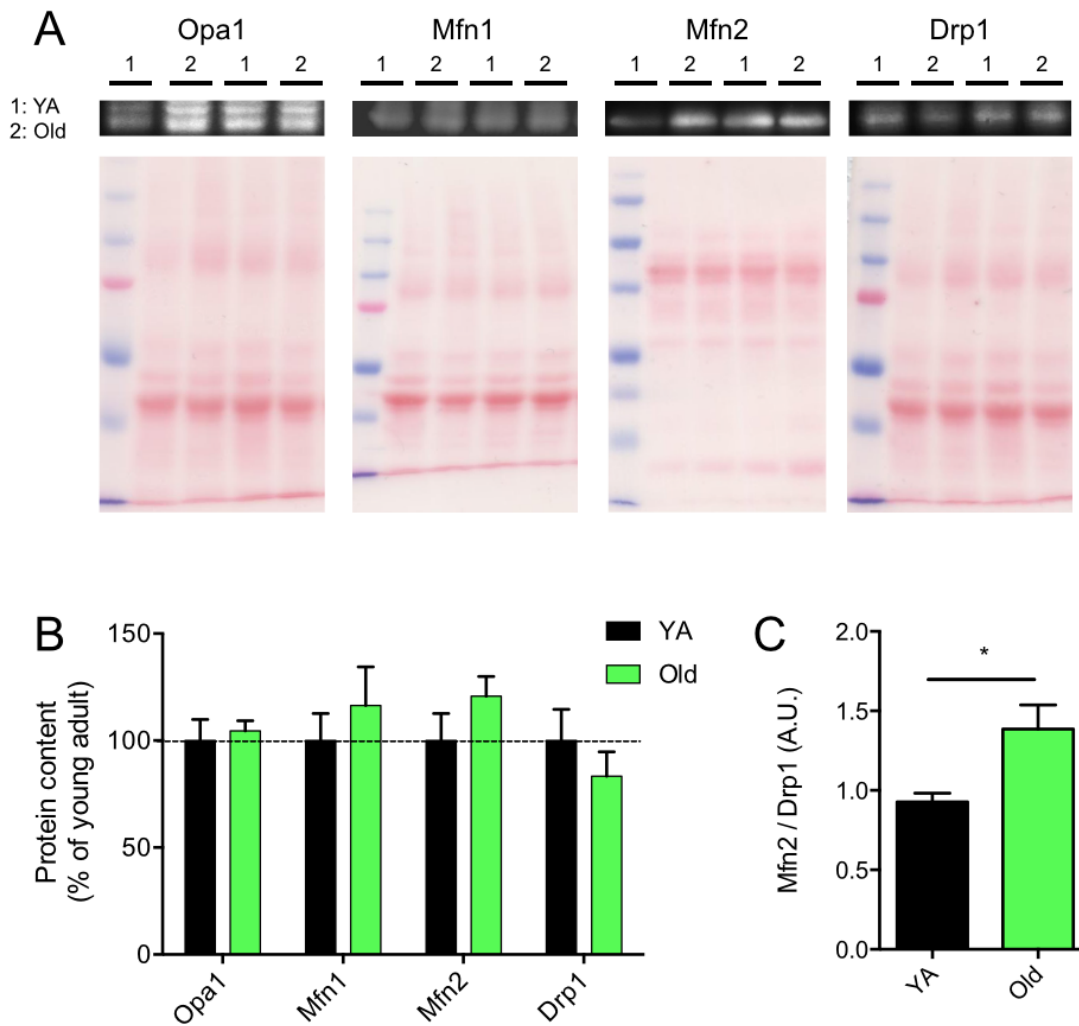 A
Opa1 Mfn1 Mfn2 Drp1
1 2 1 2 1 2 1 2 1 2 1 2 1 2 1 2
1: YA
2: Old
B
Protein content
(% of young adult)
150
100
50
0
YA
Old
Opa1 Mfn1 Mfn2 Drp1
C
Mfn2 / Drp1 (A.U.)
2.0
1.5
1.0
0.5
0.0
*
YA Old